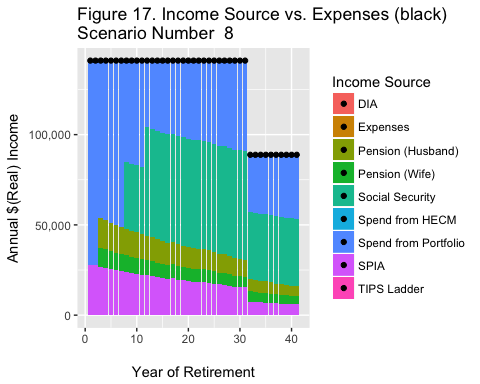 Figure 17. Income Source vs. Expenses (black)
Scenario Number  8
Annual $(Real) Income
100,000
50,000
0
0
10
20
30
40
Year of Retirement
Income Source
DIA
Expenses
Pension (Husband)
Pension (Wife)
Social Security
Spend from HECM
Spend from Portfolio
SPIA
TIPS Ladder